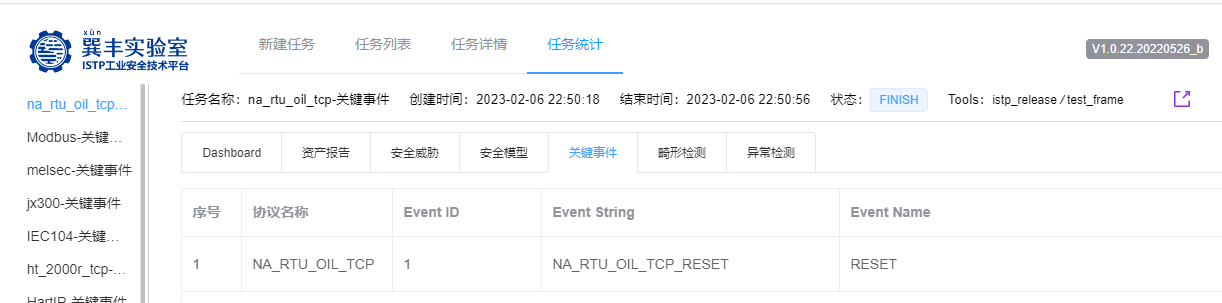 xùn
巽丰实验室
ISTP工业安全技术平台
新建任务 任务列表 任务详情 任务统计
V1.0.22.20220526_b
na_rtu_oil_tcp...
Modbus-关键...
melsec-关键事件
jx300-关键事件
IEC104-关键...
ht_2000r_tcp-...
HartIP-关键事件
任务名称：na_rtu_oil_tcp-关键事件 创建时间：2023-02-06 22:50:18 结束时间：2023-02-06 22:50:56 状态： FINISH Tools：istp_release / test_frame
Dashboard 资产报告 安全威胁 安全模型 关键事件 畸形检测 异常检测
序号 协议名称 Event ID Event String Event Name
1 NA_RTU_OIL_TCP 1 NA_RTU_OIL_TCP_RESET RESET